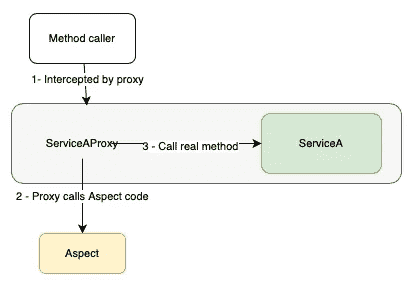 Method caller
1- Intercepted by proxy
ServiceAProxy
3 - Call real method
ServiceA
2 - Proxy calls Aspect code
Aspect